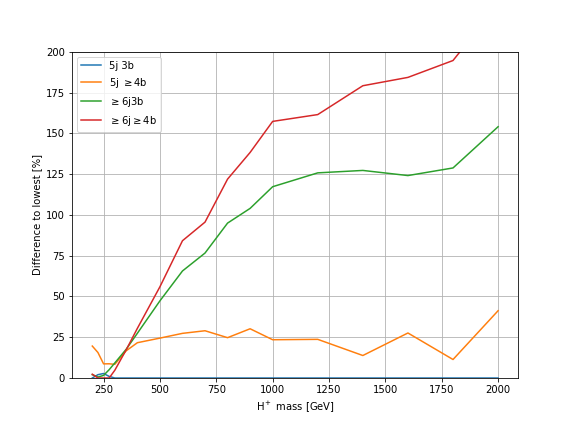 200
175
150
125
100
75
50
25
0
Difference to lowest [%]
5j 3b
5j ≥4b
≥6j3b
≥6j≥4b
250 500 750 1000 1250 1500 1750 2000
H⁺ mass [GeV]